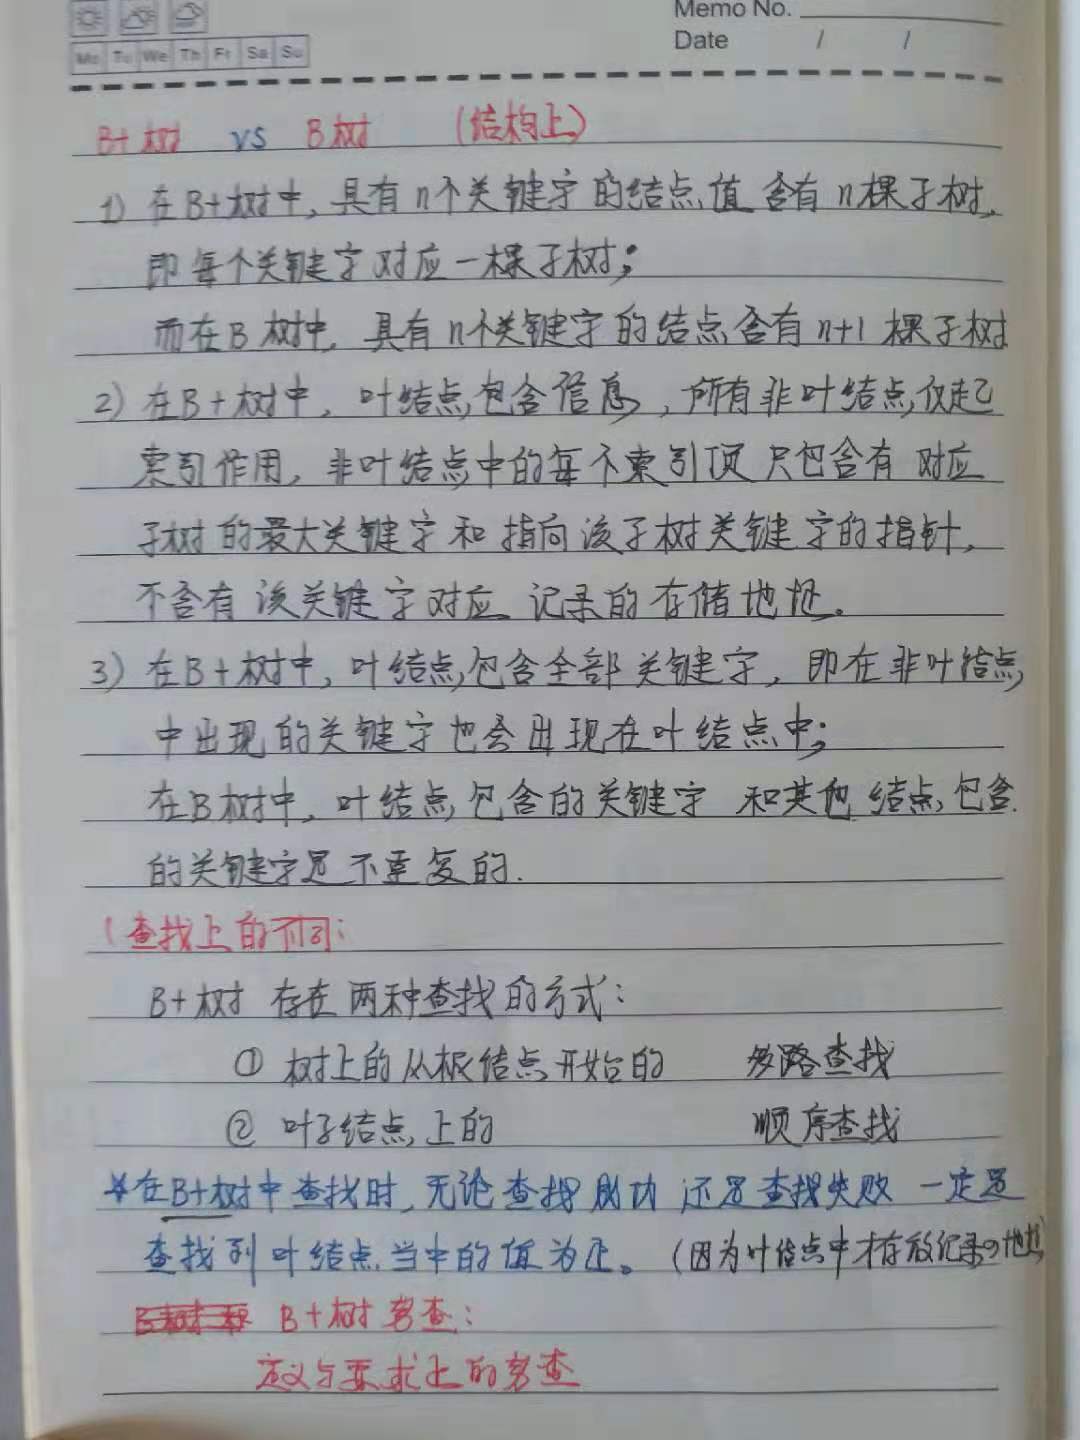 Memo No.
Mo Tu We Th Fr Sa Su
Date / /
B+树 vs B树 (结构上)
1) 在B+树中,具有n个关键字的结点值含有n棵子树,
即每个关键字对应一棵子树;
而在B树中,具有n个关键字的结点含有n+1棵子树
2) 在B+树中,叶结点包含信息,所有非叶结点仅起
索引作用,非叶结点中的每个索引项只包含有对应
子树的最大关键字和指向该子树关键字的指针,
不含有该关键字对应记录的存储地址。
3) 在B+树中,叶结点包含全部关键字,即在非叶结点
中出现的关键字也会出现在叶结点中;
在B树中,叶结点包含的关键字和其他结点包含
的关键字是不重复的.
(查找上的不同:
B+树 存在两种查找的方式:
① 树上的从根结点开始的 多路查找
② 叶子结点上的 顺序查找
*在B+树中查找时,无论查找成功还是查找失败一定是
查找到叶结点当中的值为止。(因为叶结点中才存放记录的地址)
B+树考查:
定义与要求上的考查